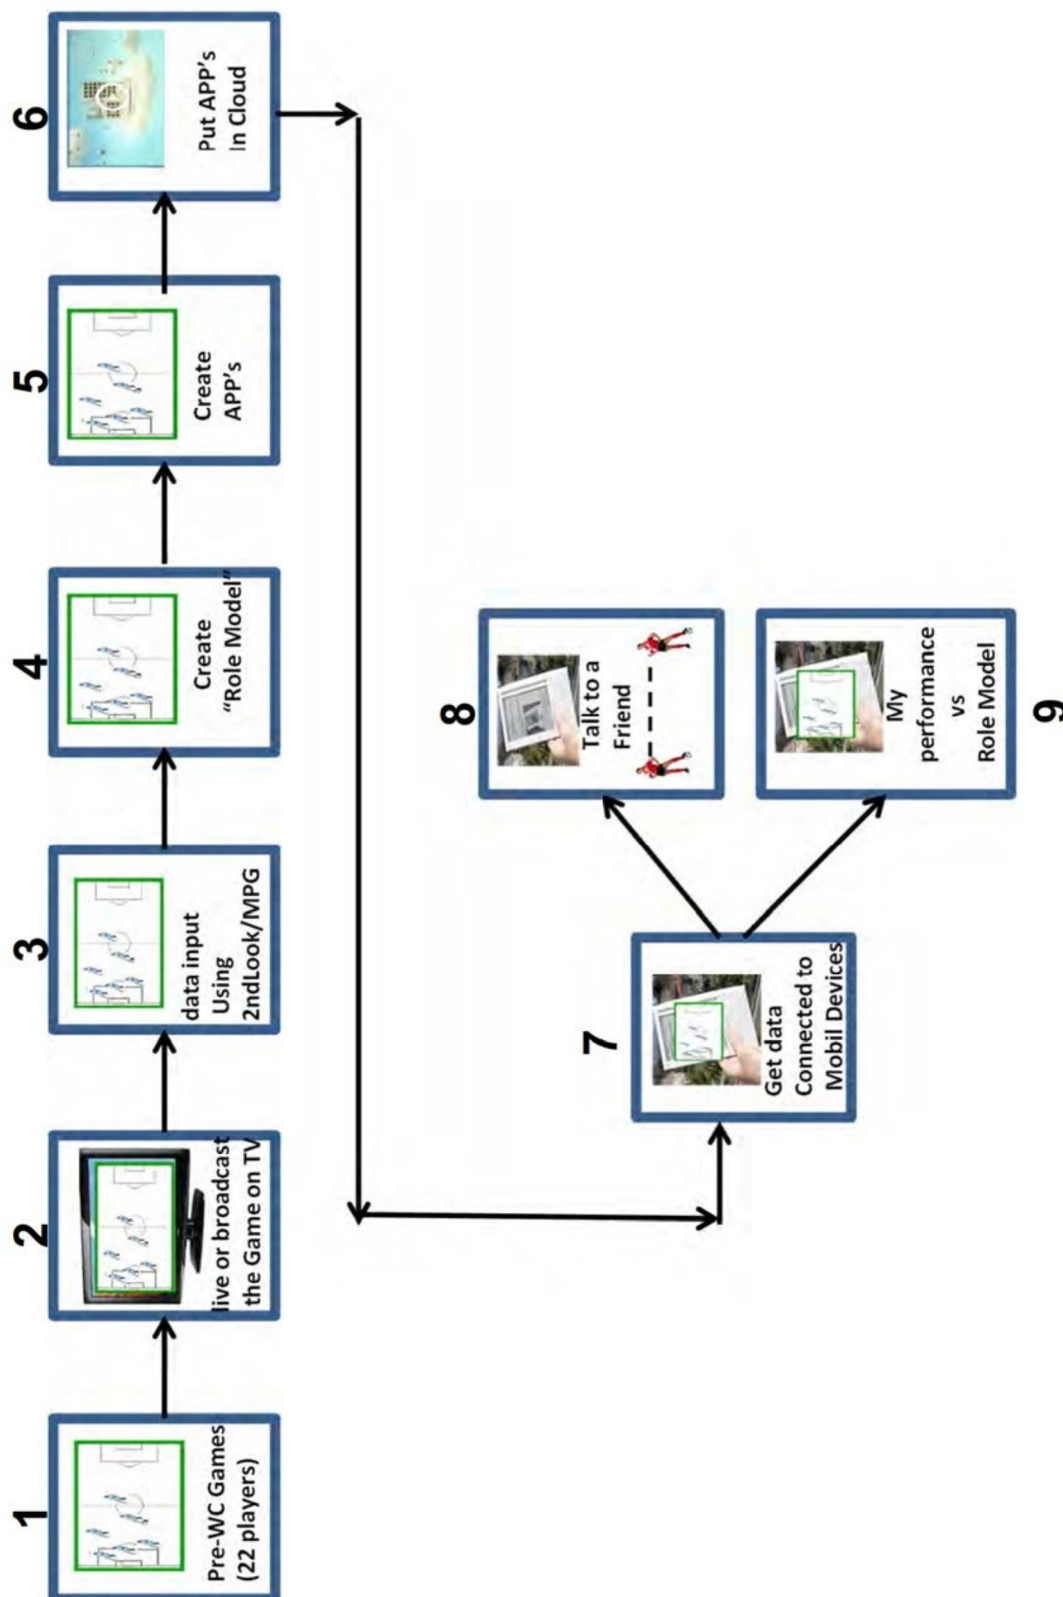 1
Pre-WC Games
(22 players)
2
live or broadcast
the Game on TV
3
data input
Using
2ndLook/MPG
4
Create
“Role Model”
5
Create
APP’s
6
Put APP’s
In Cloud
7
Get data
Connected to
Mobil Devices
8
Talk to a
Friend
My
performance
vs
Role Model
9